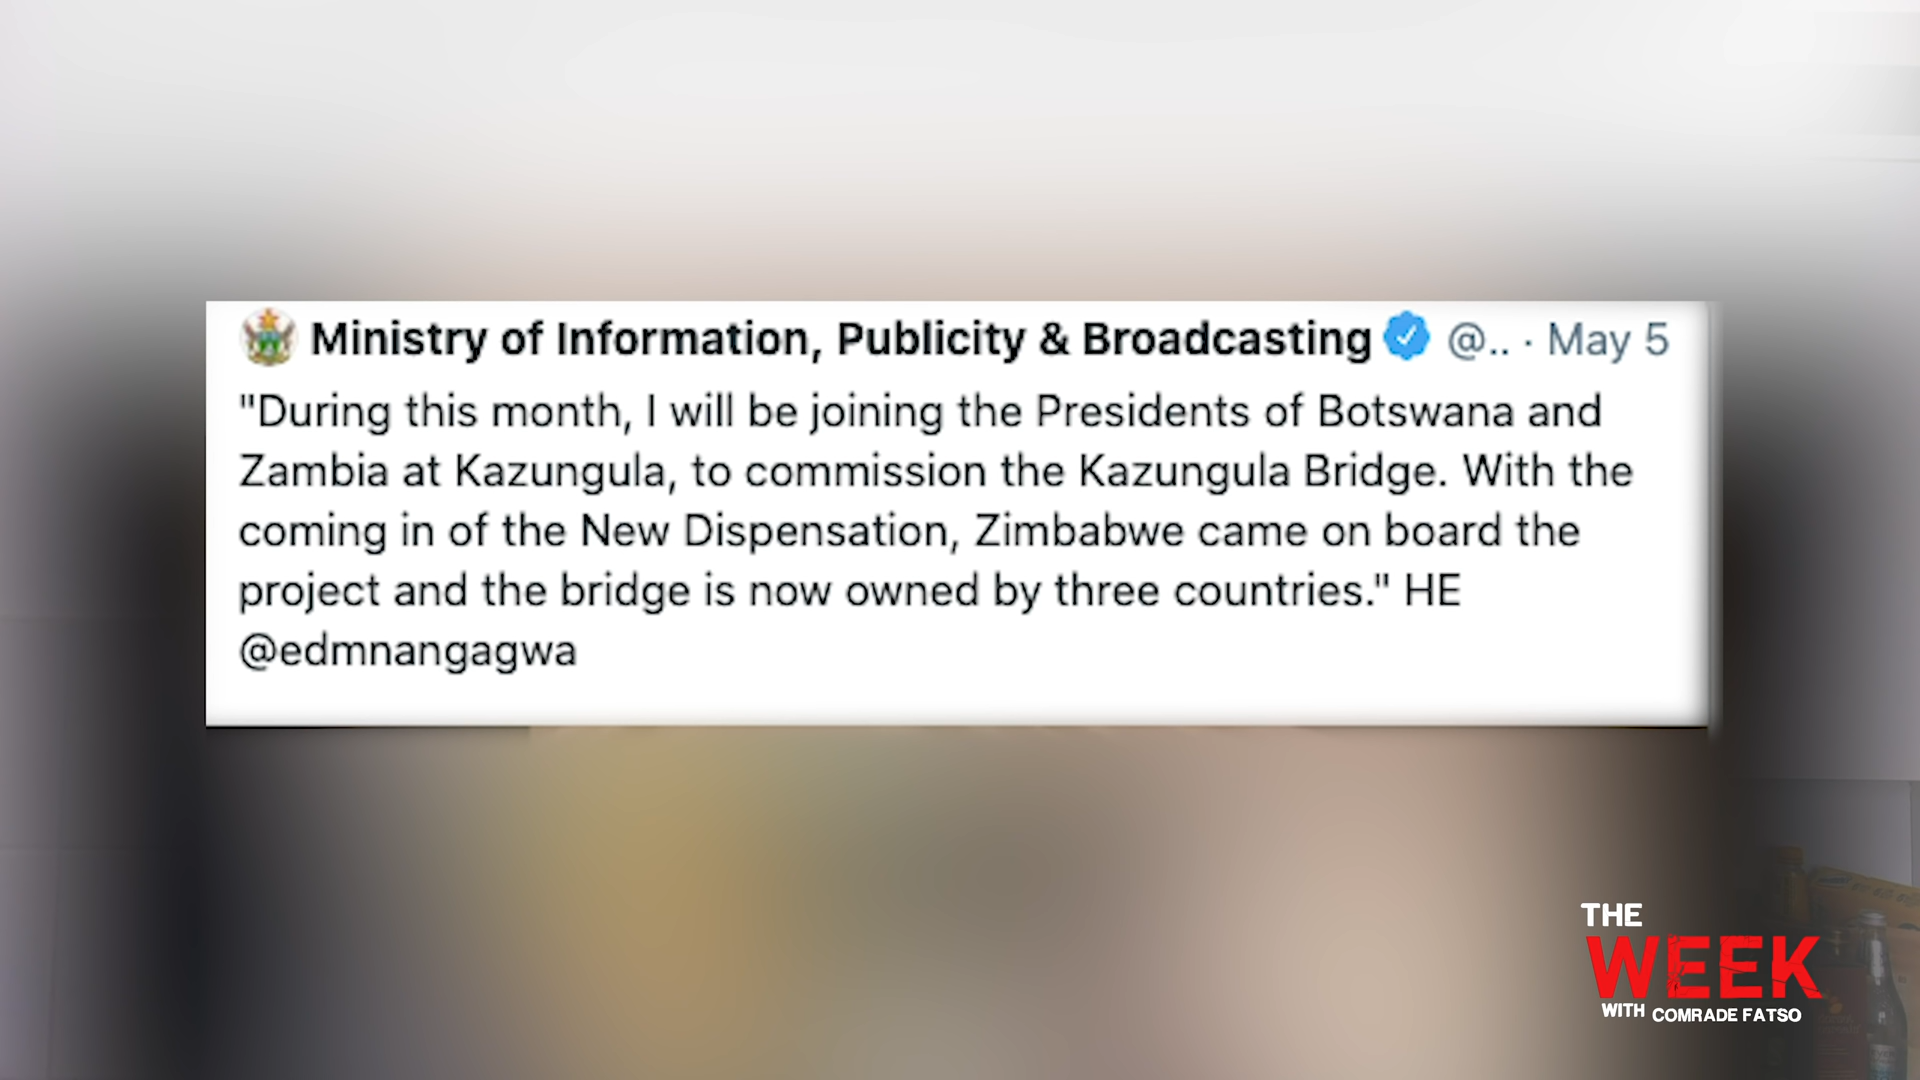 Ministry of Information, Publicity & Broadcasting @.. · May 5
"During this month, I will be joining the Presidents of Botswana and
Zambia at Kazungula, to commission the Kazungula Bridge. With the
coming in of the New Dispensation, Zimbabwe came on board the
project and the bridge is now owned by three countries." HE
@edmnangagwa
THE
WEEK
WITH COMRADE FATSO